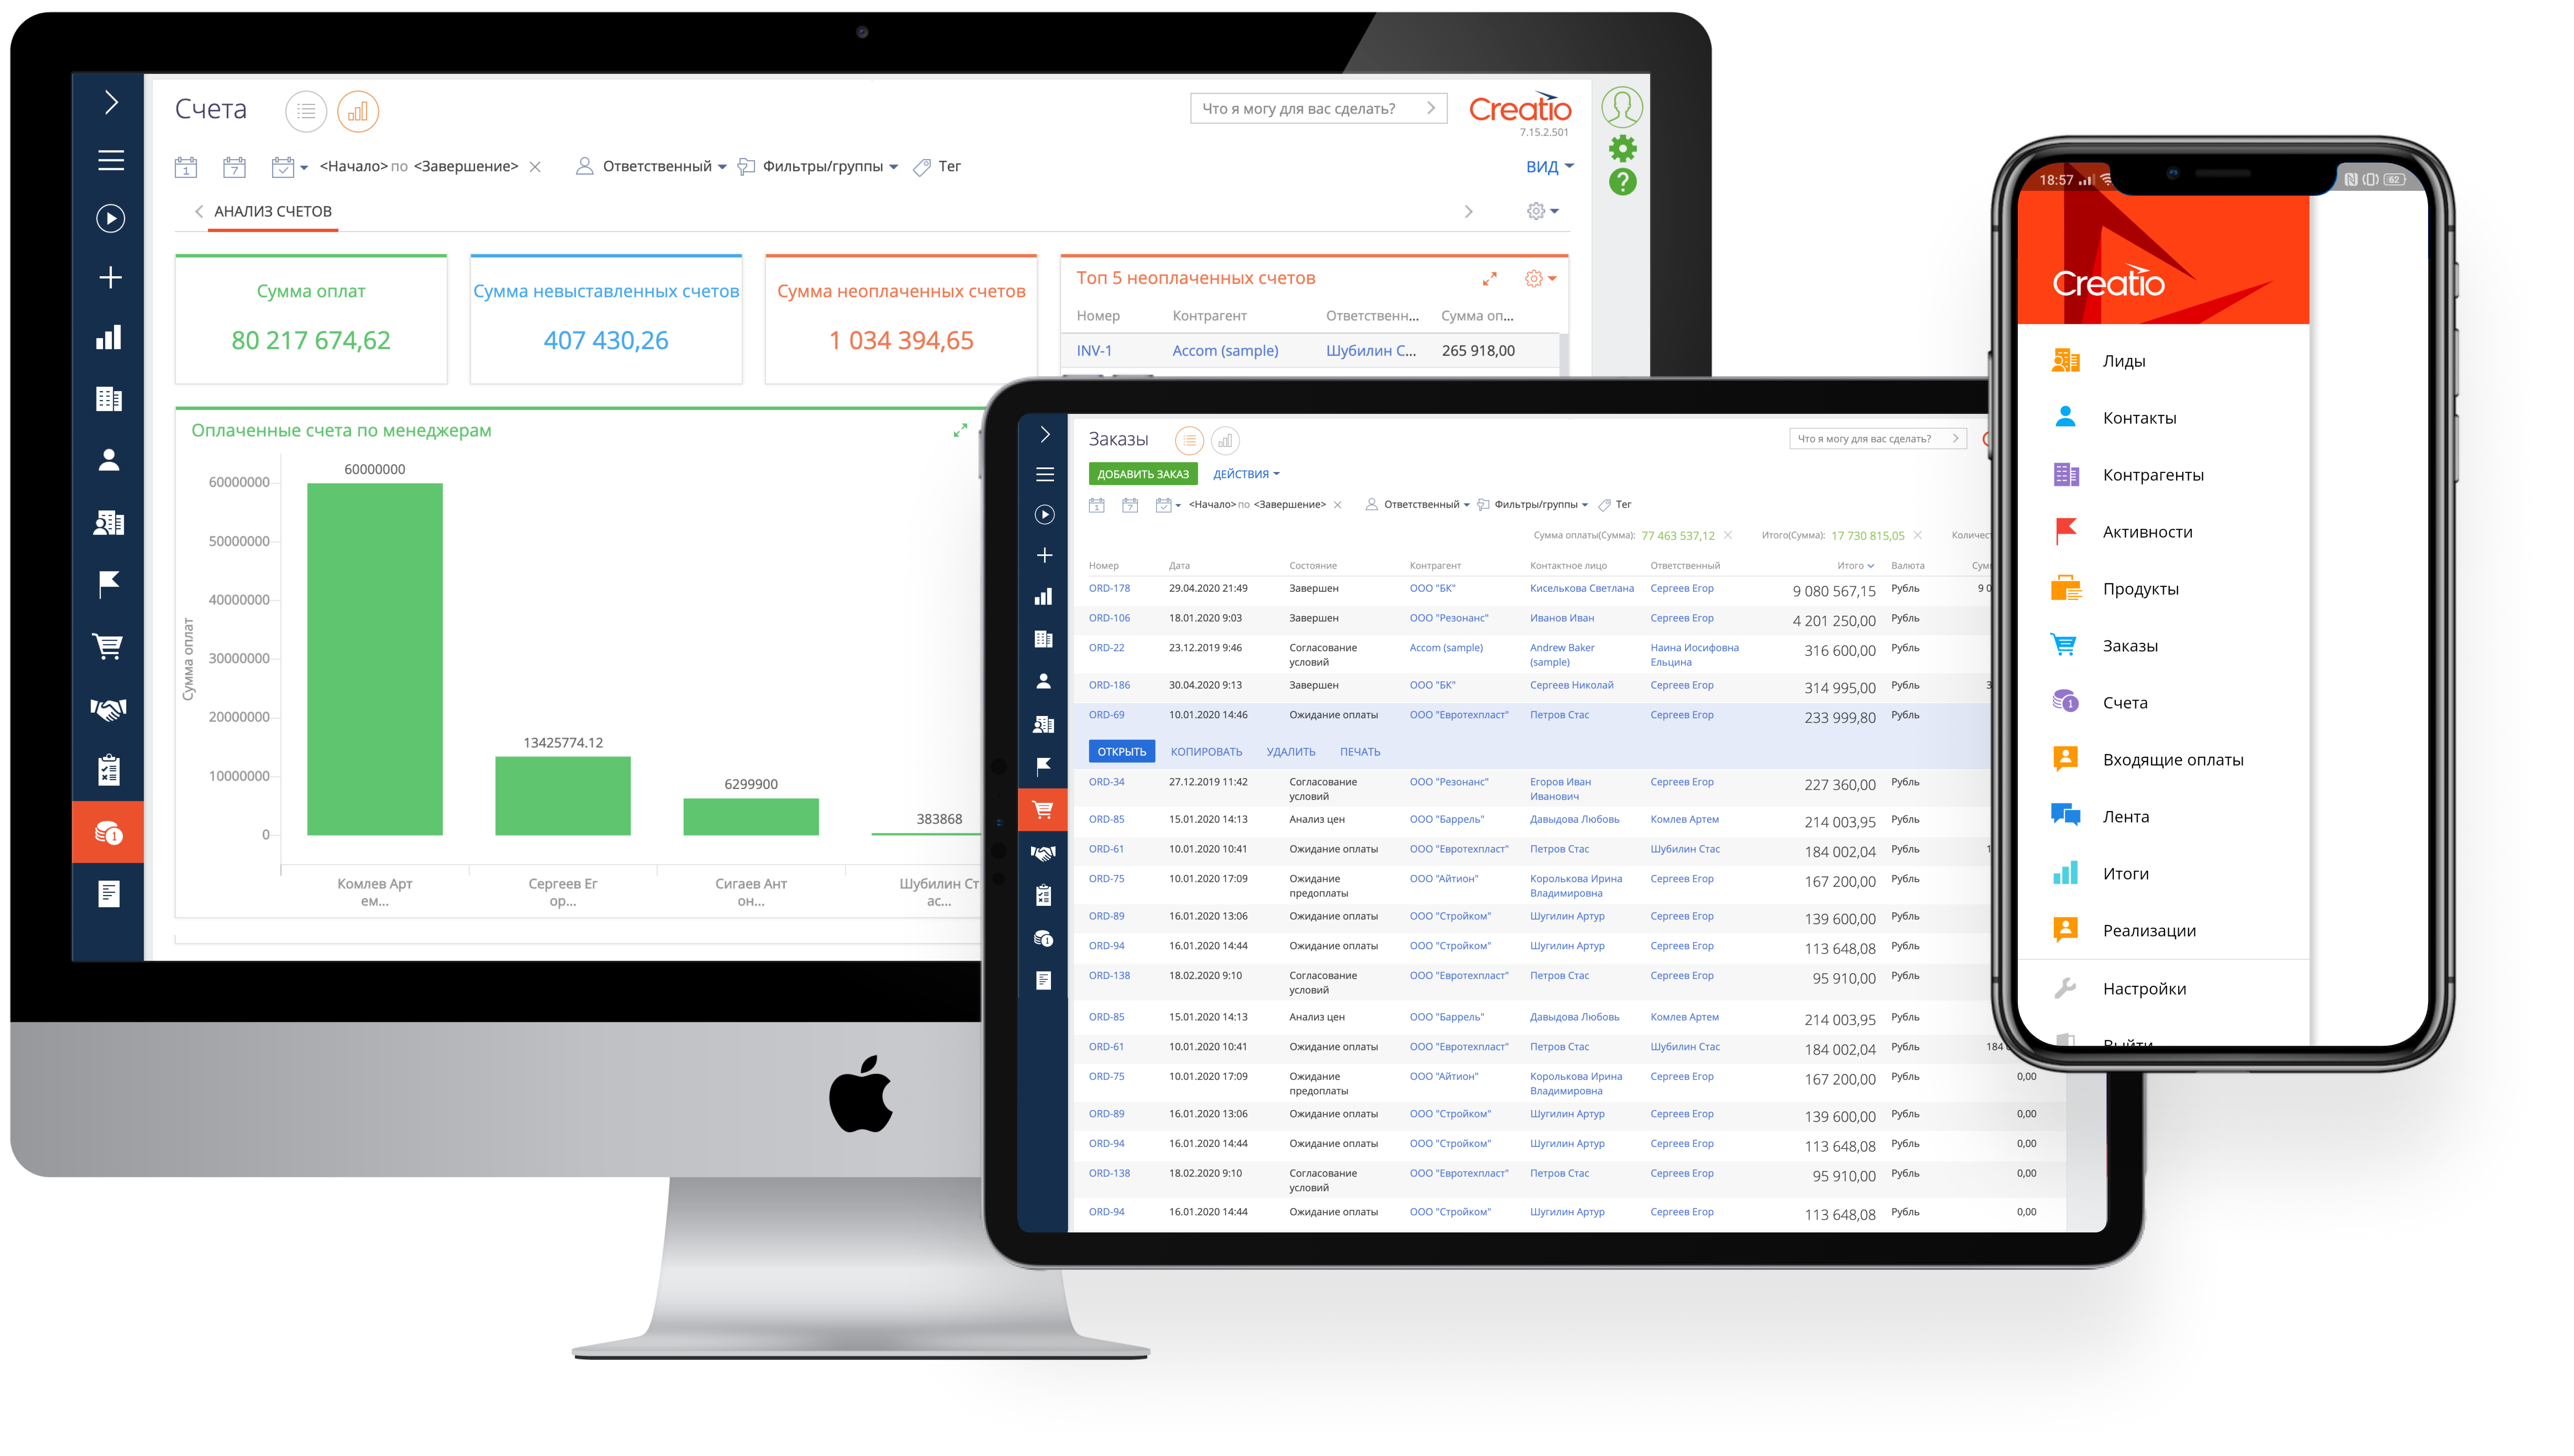 Счета
Что я могу для вас сделать?
Creatio
7.15.2.501
1
7
<Начало> по <Завершение>
Ответственный
Фильтры/группы
Тег
ВИД
АНАЛИЗ СЧЕТОВ
Сумма оплат
80 217 674,62
Сумма невыставленных счетов
407 430,26
Сумма неоплаченных счетов
1 034 394,65
Топ 5 неоплаченных счетов
Номер Контрагент Ответственн... Сумма оп...
INV-1 Accom (sample) Шубилин С... 265 918,00
Оплаченные счета по менеджерам
Сумма оплат
60000000
50000000
40000000
30000000
20000000
10000000
0
60000000
13425774.12
6299900
383868
Комлев Арт
ем...
Сергеев Ег
ор...
Сигаев Ант
он...
Шубилин Ст
ас...
Заказы
Что я могу для вас сделать?
ДОБАВИТЬ ЗАКАЗ
ДЕЙСТВИЯ
1
7
<Начало> по <Завершение>
Ответственный
Фильтры/группы
Тег
Сумма оплаты(Сумма): 77 463 537,12 Итого(Сумма): 17 730 815,05
Номер Дата Состояние Контрагент Контактное лицо Ответственный Итого Валюта
ORD-178 29.04.2020 21:49 Завершен ООО "БК" Киселькова Светлана Сергеев Егор 9 080 567,15 Рубль
ORD-106 18.01.2020 9:03 Завершен ООО "Резонанс" Иванов Иван Сергеев Егор 4 201 250,00 Рубль
ORD-22 23.12.2019 9:46 Согласование Accom (sample) Andrew Baker Наина Иосифовна 316 600,00 Рубль
условий (sample) Ельцина
ORD-186 30.04.2020 9:13 Завершен ООО "БК" Сергеев Николай Сергеев Егор 314 995,00 Рубль
ORD-69 10.01.2020 14:46 Ожидание оплаты ООО "Евротехпласт" Петров Стас Сергеев Егор 233 999,80 Рубль
ОТКРЫТЬ КОПИРОВАТЬ УДАЛИТЬ ПЕЧАТЬ
ORD-34 27.12.2019 11:42 Согласование ООО "Резонанс" Егоров Иван Сергеев Егор 227 360,00 Рубль
условий Иванович
ORD-85 15.01.2020 14:13 Анализ цен ООО "Баррель" Давыдова Любовь Комлев Артем 214 003,95 Рубль
ORD-61 10.01.2020 10:41 Ожидание оплаты ООО "Евротехпласт" Петров Стас Шубилин Стас 184 002,04 Рубль
ORD-75 10.01.2020 17:09 Ожидание ООО "Айтион" Королькова Ирина Сергеев Егор 167 200,00 Рубль
предоплаты Владимировна
ORD-89 16.01.2020 13:06 Ожидание оплаты ООО "Стройком" Шугилин Артур Сергеев Егор 139 600,00 Рубль
ORD-94 16.01.2020 14:44 Ожидание оплаты ООО "Стройком" Шугилин Артур Сергеев Егор 113 648,08 Рубль
ORD-138 18.02.2020 9:10 Согласование ООО "Евротехпласт" Петров Стас Сергеев Егор 95 910,00 Рубль
условий
ORD-85 15.01.2020 14:13 Анализ цен ООО "Баррель" Давыдова Любовь Комлев Артем 214 003,95 Рубль
ORD-61 10.01.2020 10:41 Ожидание оплаты ООО "Евротехпласт" Петров Стас Шубилин Стас 184 002,04 Рубль 184
ORD-75 10.01.2020 17:09 Ожидание ООО "Айтион" Королькова Ирина Сергеев Егор 167 200,00 Рубль 0,00
предоплаты Владимировна
ORD-89 16.01.2020 13:06 Ожидание оплаты ООО "Стройком" Шугилин Артур Сергеев Егор 139 600,00 Рубль 0,00
ORD-94 16.01.2020 14:44 Ожидание оплаты ООО "Стройком" Шугилин Артур Сергеев Егор 113 648,08 Рубль 0,00
ORD-138 18.02.2020 9:10 Согласование ООО "Евротехпласт" Петров Стас Сергеев Егор 95 910,00 Рубль 0,00
условий
ORD-94 16.01.2020 14:44 Ожидание оплаты ООО "Стройком" Шугилин Артур Сергеев Егор 113 648,08 Рубль 0,00
18:57
62
Creatio
Лиды
Контакты
Контрагенты
Активности
Продукты
Заказы
Счета
Входящие оплаты
Лента
Итоги
Реализации
Настройки
Выйти